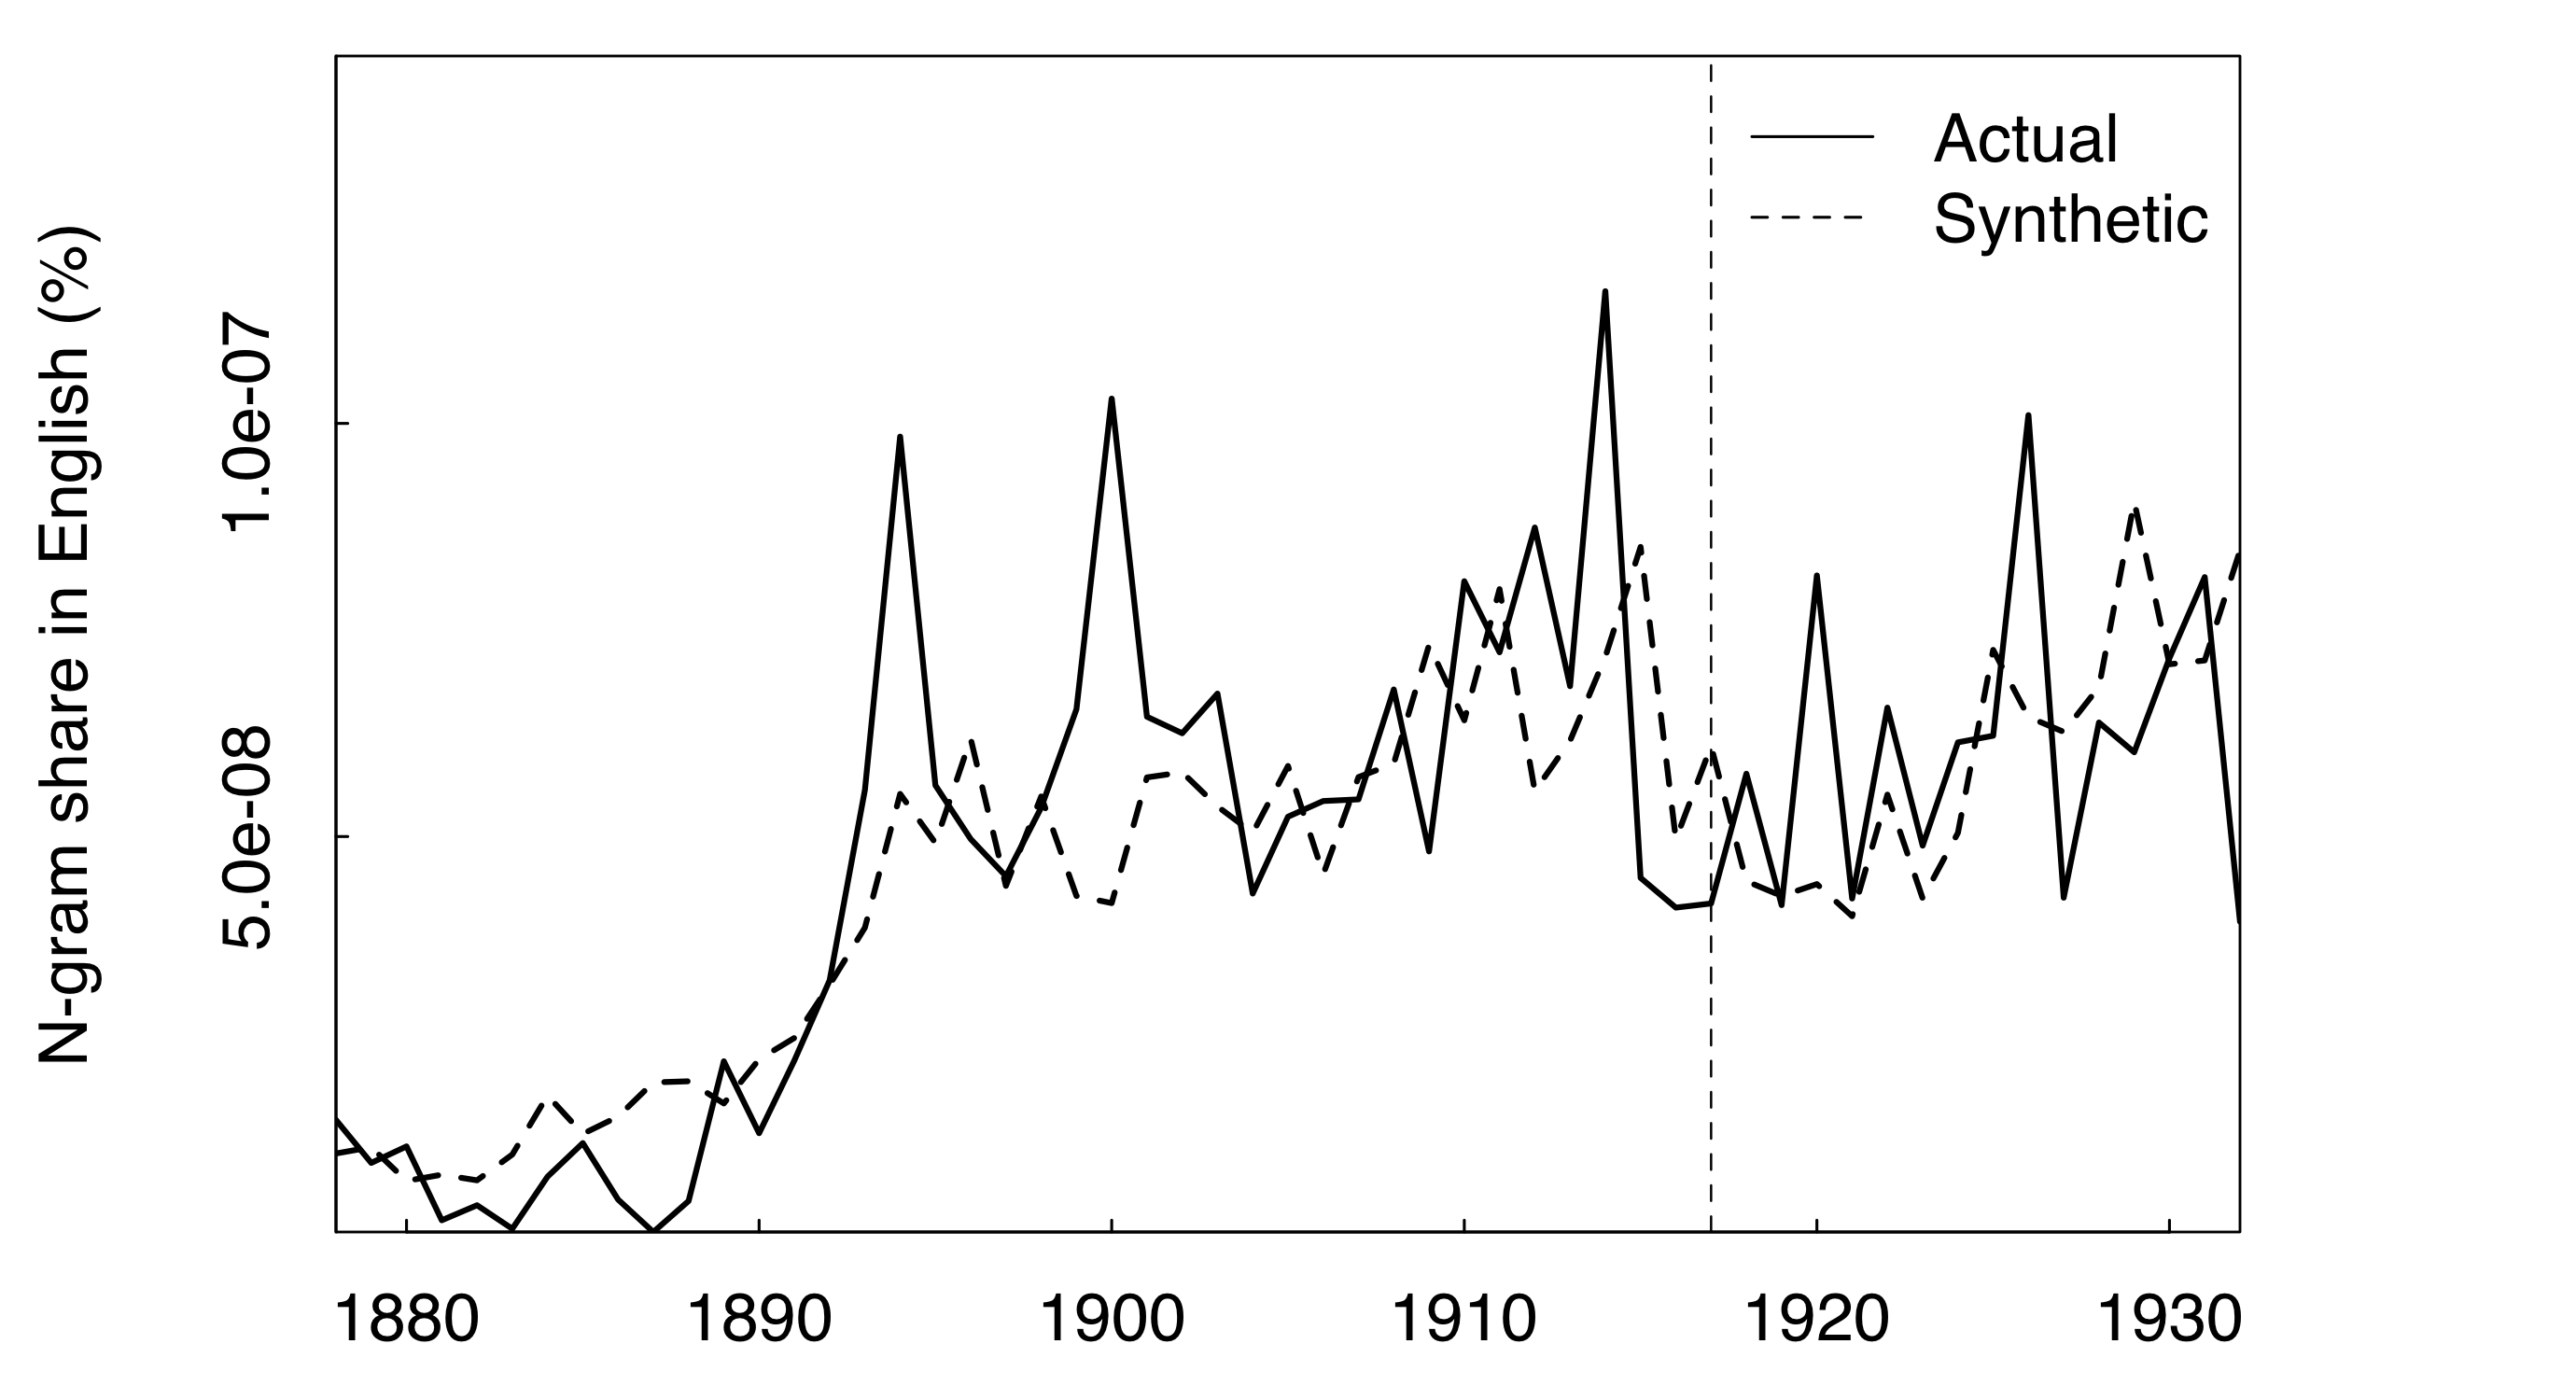 N-gram share in English (%)
1.0e-07
5.0e-08
Actual
Synthetic
1880 1890 1900 1910 1920 1930